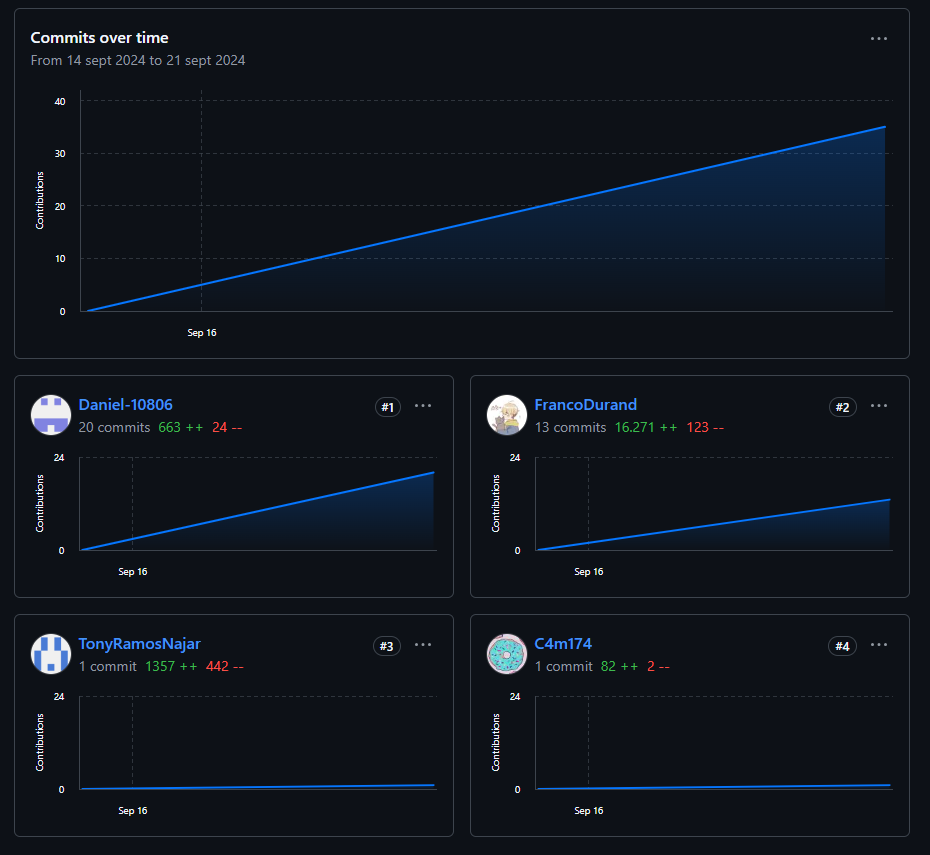 Commits over time
From 14 sept 2024 to 21 sept 2024
40
30
20
10
0
Contributions
Sep 16
Daniel-10806
#1
20 commits 663 ++ 24 --
24
0
Contributions
Sep 16
FrancoDurand
#2
13 commits 16.271 ++ 123 --
24
0
Contributions
Sep 16
TonyRamosNajar
#3
1 commit 1357 ++ 442 --
24
0
Contributions
Sep 16
C4m174
#4
1 commit 82 ++ 2 --
24
0
Contributions
Sep 16